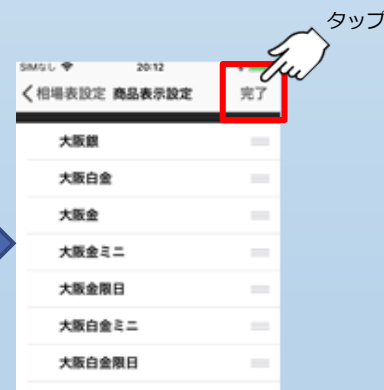 タップ
SIMなし 20:12
相場表設定 商品表示設定 完了
大阪銀
大阪白金
大阪金
大阪金ミニ
大阪金限日
大阪白金ミニ
大阪白金限日